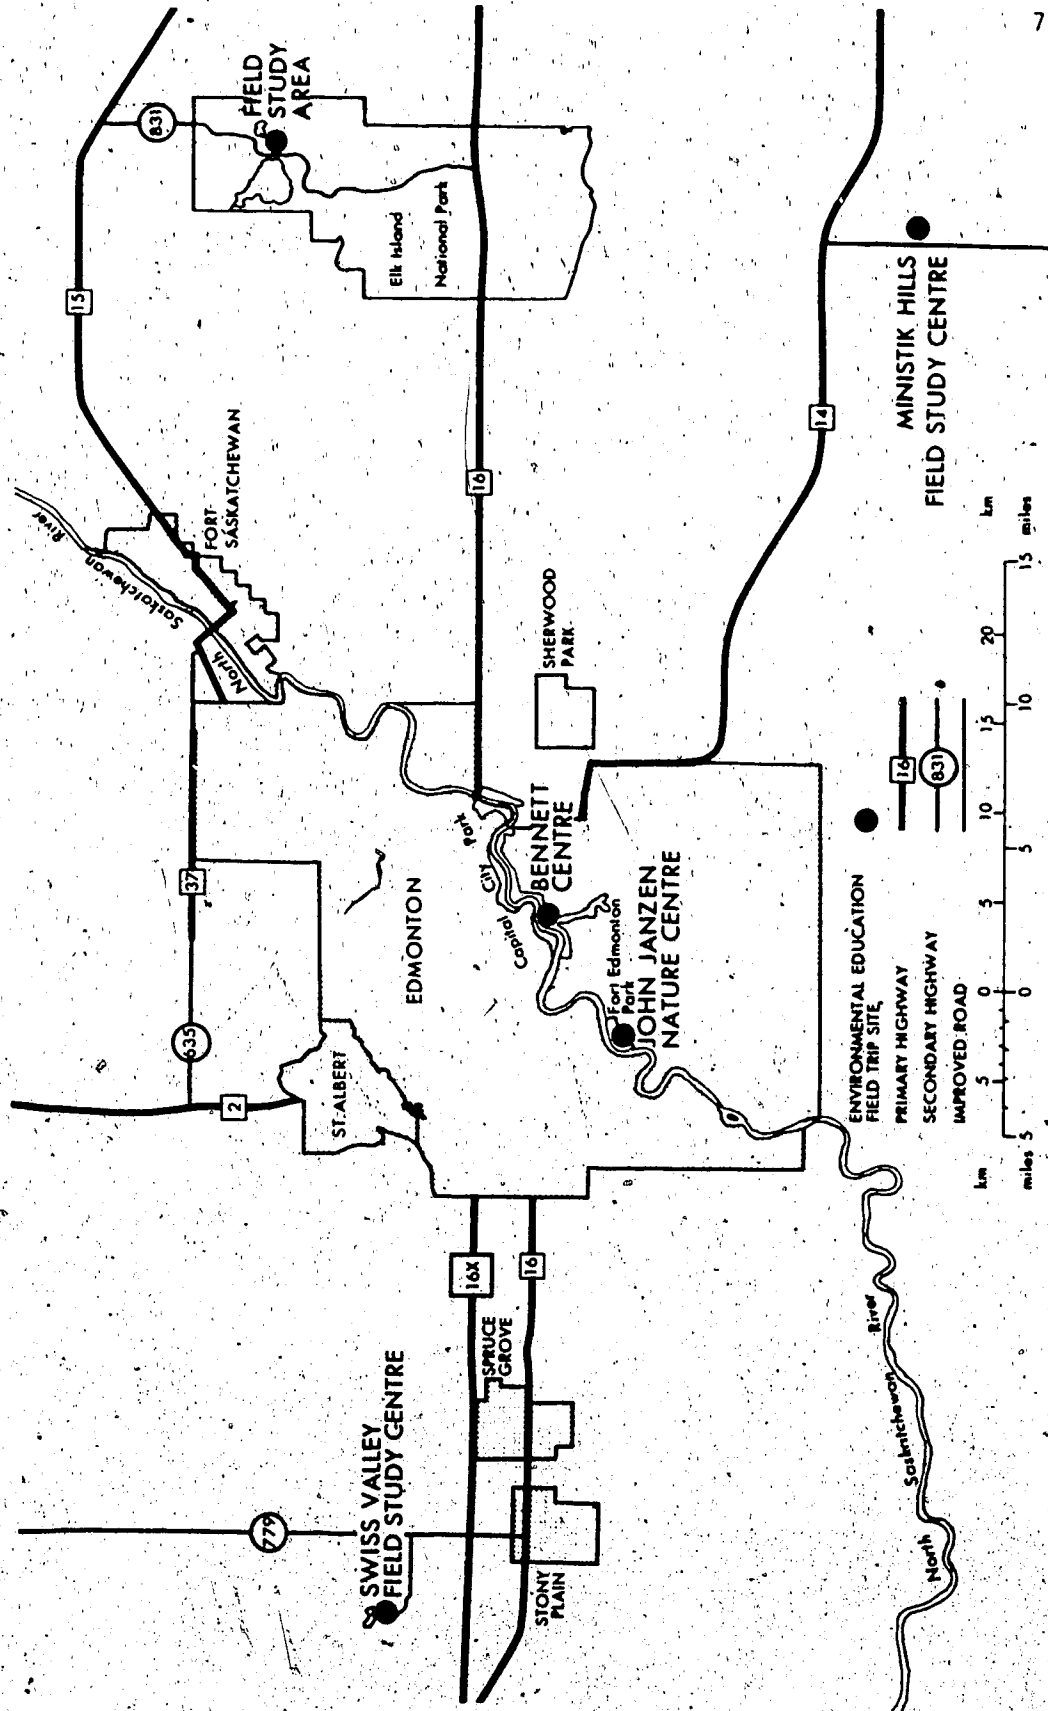 7
779
SWISS VALLEY
FIELD STUDY CENTRE
STONY
PLAIN
SPRUCE
GROVE
16X
16
2
635
37
ST. ALBERT
EDMONTON
Capital
City
Park
BENNETT
CENTRE
Fort Edmonton
Park
JOHN JANZEN
NATURE CENTRE
North
Saskatchewan
River
FORT
SASKATCHEWAN
SHERWOOD
PARK
15
831
FIELD
STUDY
AREA
Elk Island
National Park
16
14
MINISTIK HILLS
FIELD STUDY CENTRE
North
Saskatchewan
River
ENVIRONMENTAL EDUCATION
FIELD TRIP SITE
PRIMARY HIGHWAY
16
SECONDARY HIGHWAY
831
IMPROVED ROAD
km 5 0 5 10 15 20 km
miles 5 0 5 10 15 miles